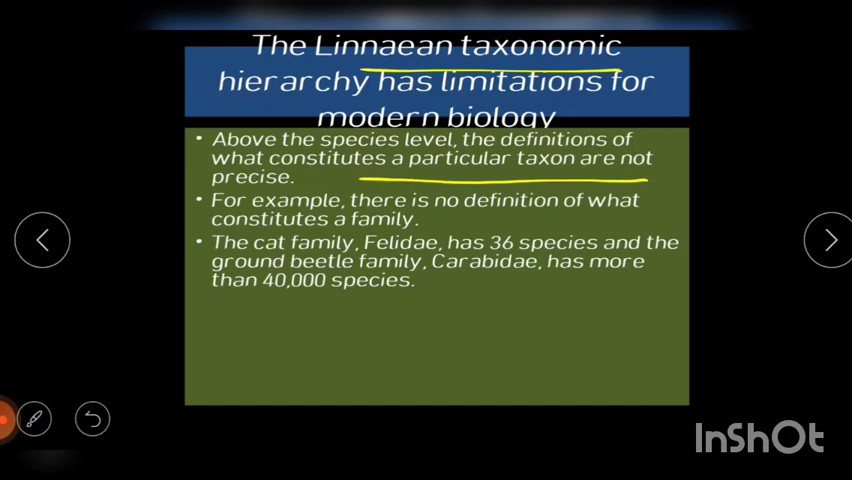 The Linnaean taxonomic
hierarchy has limitations for
modern biology
• Above the species level, the definitions of
what constitutes a particular taxon are not
precise.
• For example, there is no definition of what
constitutes a family.
• The cat family, Felidae, has 36 species and the
ground beetle family, Carabidae, has more
than 40,000 species.
InShOt